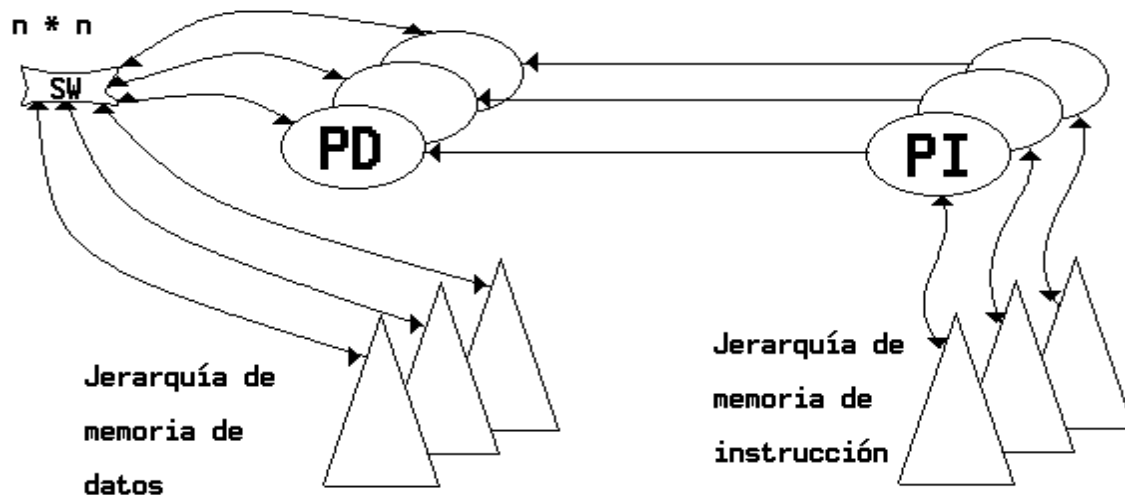 n * n
SW
PD
PI
Jerarquía de
memoria de
datos
Jerarquía de
memoria de
instrucción